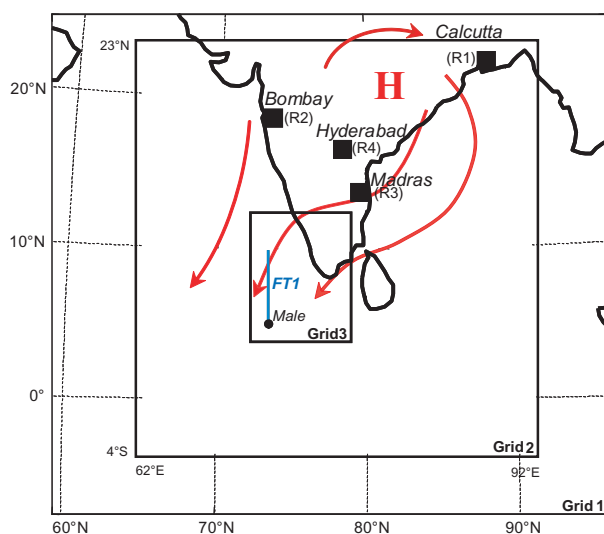 Calcutta
23°N
(R1)
H
20°N
Bombay
(R2)
Hyderabad
(R4)
Madras
(R3)
10°N
FT1
Male
Grid3
0°
4°S
Grid 2
62°E
92°E
Grid 1
60°N
70°N
80°N
90°N